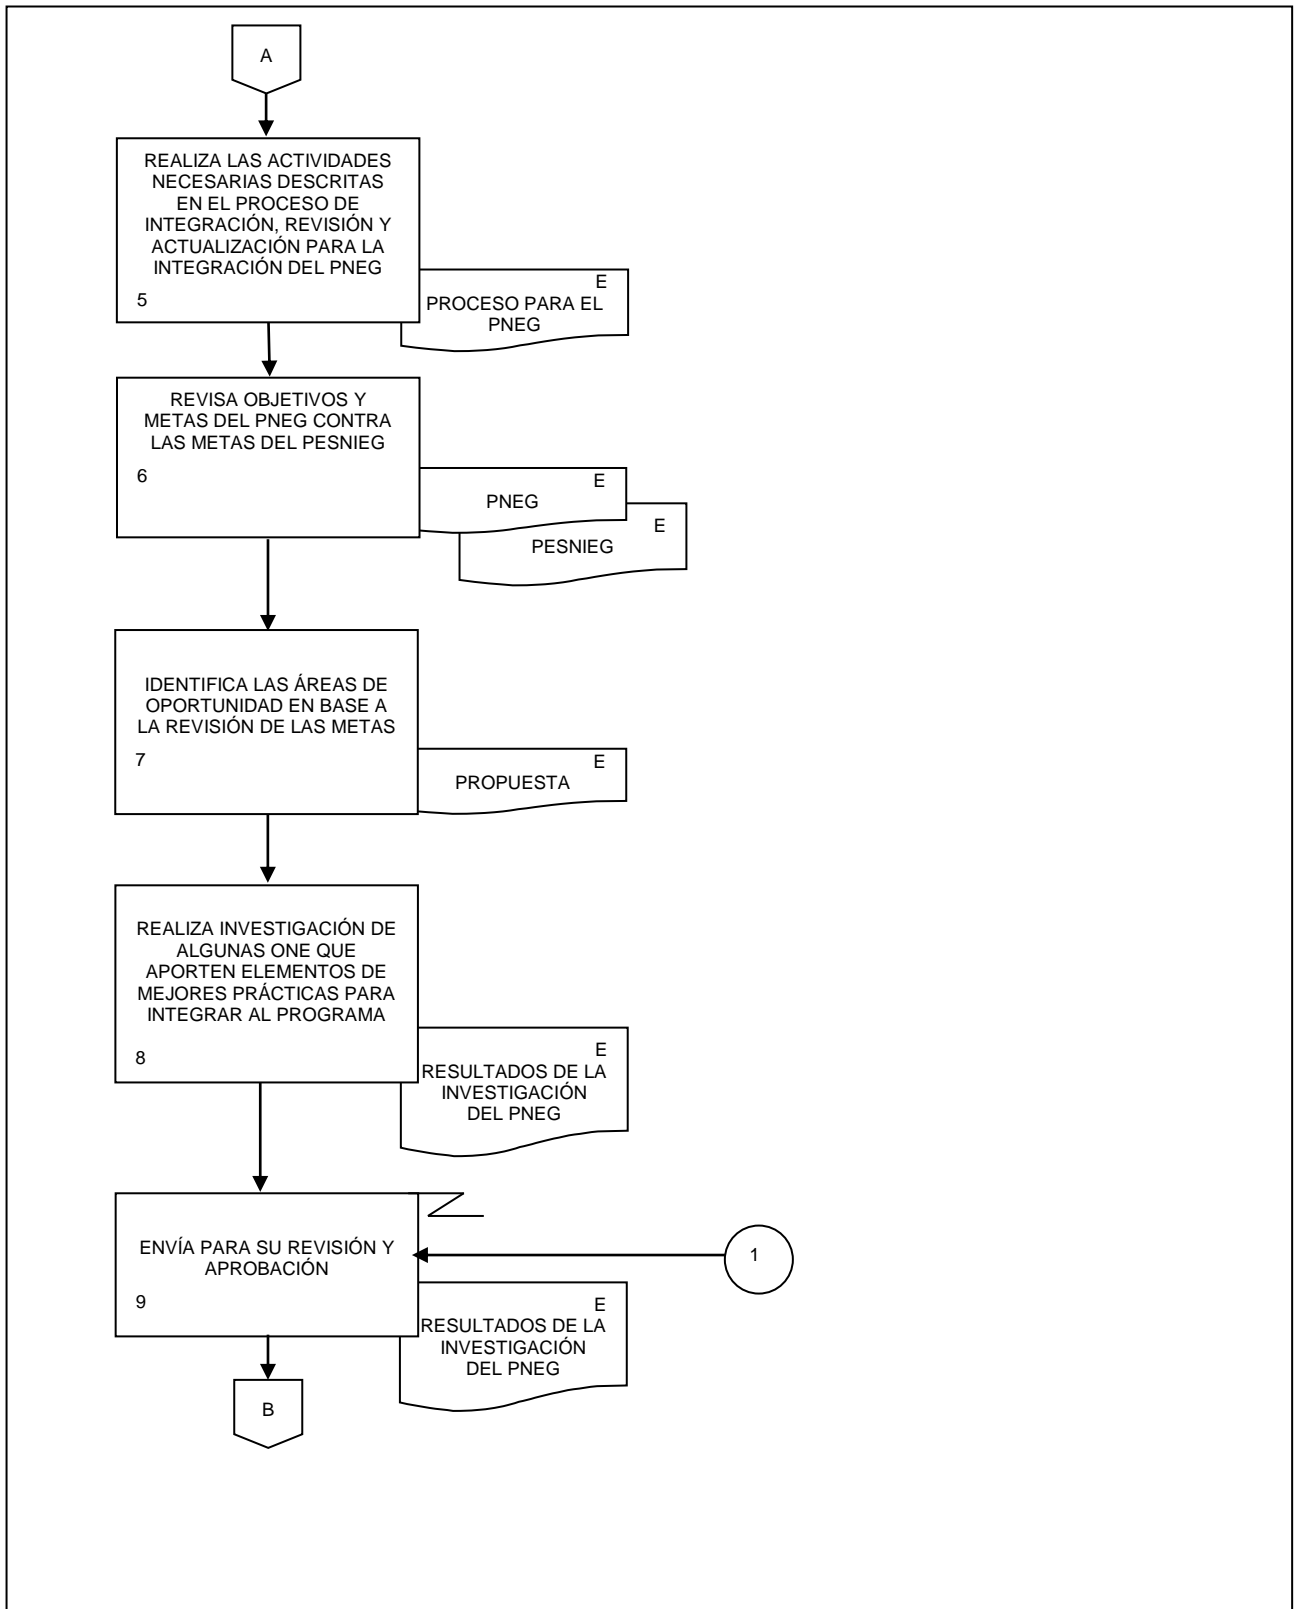 A
REALIZA LAS ACTIVIDADES
NECESARIAS DESCRITAS
EN EL PROCESO DE
INTEGRACIÓN, REVISIÓN Y
ACTUALIZACIÓN PARA LA
INTEGRACIÓN DEL PNEG
5
E
PROCESO PARA EL
PNEG
REVISA OBJETIVOS Y
METAS DEL PNEG CONTRA
LAS METAS DEL PESNIEG
6
E
PNEG
E
PESNIEG
IDENTIFICA LAS ÁREAS DE
OPORTUNIDAD EN BASE A
LA REVISIÓN DE LAS METAS
7
E
PROPUESTA
REALIZA INVESTIGACIÓN DE
ALGUNAS ONE QUE
APORTEN ELEMENTOS DE
MEJORES PRÁCTICAS PARA
INTEGRAR AL PROGRAMA
8
E
RESULTADOS DE LA
INVESTIGACIÓN
DEL PNEG
ENVÍA PARA SU REVISIÓN Y
APROBACIÓN
9
1
E
RESULTADOS DE LA
INVESTIGACIÓN
DEL PNEG
B